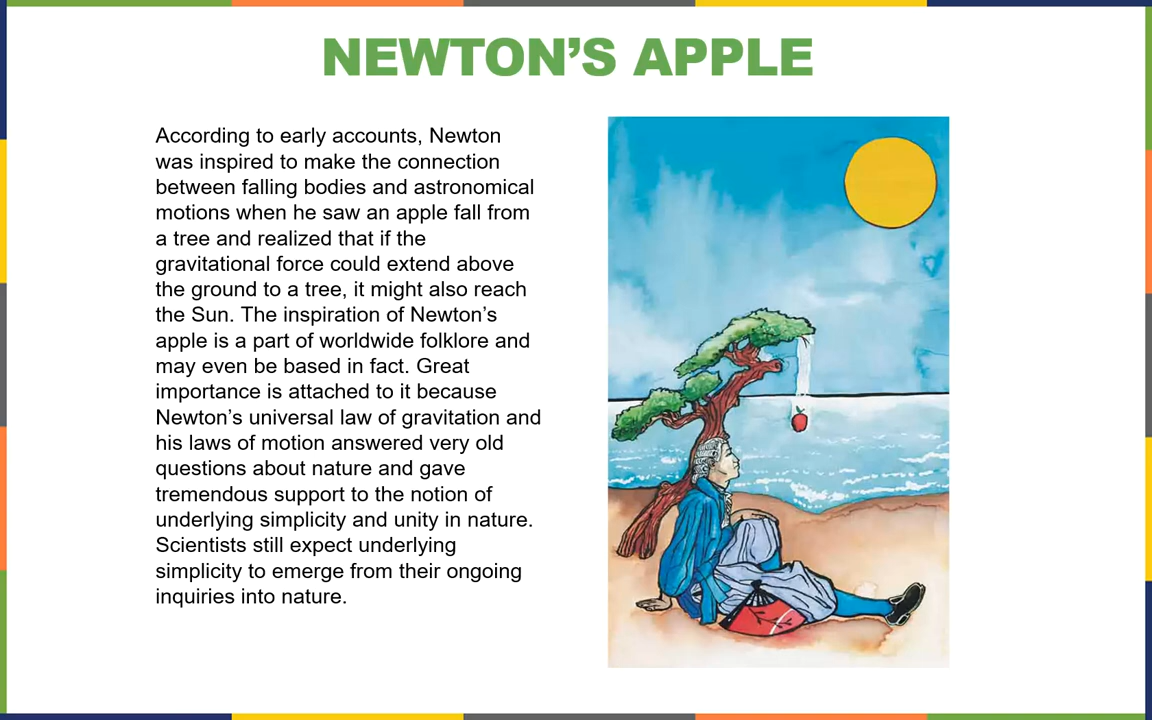 NEWTON’S APPLE
According to early accounts, Newton
was inspired to make the connection
between falling bodies and astronomical
motions when he saw an apple fall from
a tree and realized that if the
gravitational force could extend above
the ground to a tree, it might also reach
the Sun. The inspiration of Newton’s
apple is a part of worldwide folklore and
may even be based in fact. Great
importance is attached to it because
Newton’s universal law of gravitation and
his laws of motion answered very old
questions about nature and gave
tremendous support to the notion of
underlying simplicity and unity in nature.
Scientists still expect underlying
simplicity to emerge from their ongoing
inquiries into nature.